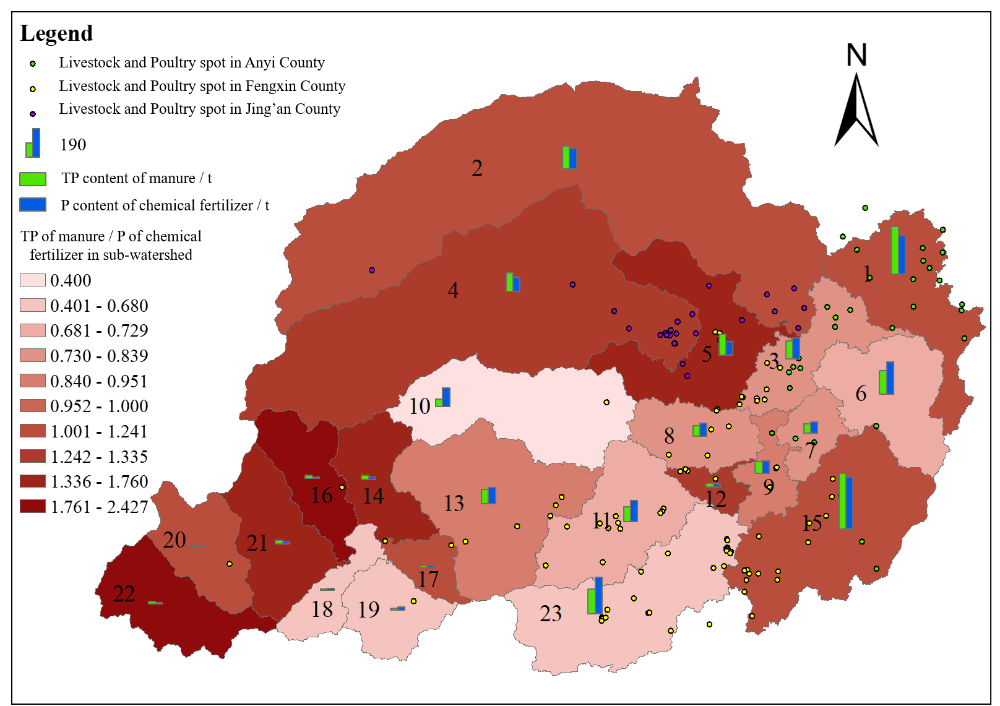 Legend
Livestock and Poultry spot in Anyi County
Livestock and Poultry spot in Fengxin County
Livestock and Poultry spot in Jing’an County
190
TP content of manure / t
P content of chemical fertilizer / t
TP of manure / P of chemical
fertilizer in sub-watershed
0.400
0.401 - 0.680
0.681 - 0.729
0.730 - 0.839
0.840 - 0.951
0.952 - 1.000
1.001 - 1.241
1.242 - 1.335
1.336 - 1.760
1.761 - 2.427
N
2
1
4
5
3
6
10
8
7
9
16
14
13
12
11
15
20
21
17
22
18
19
23